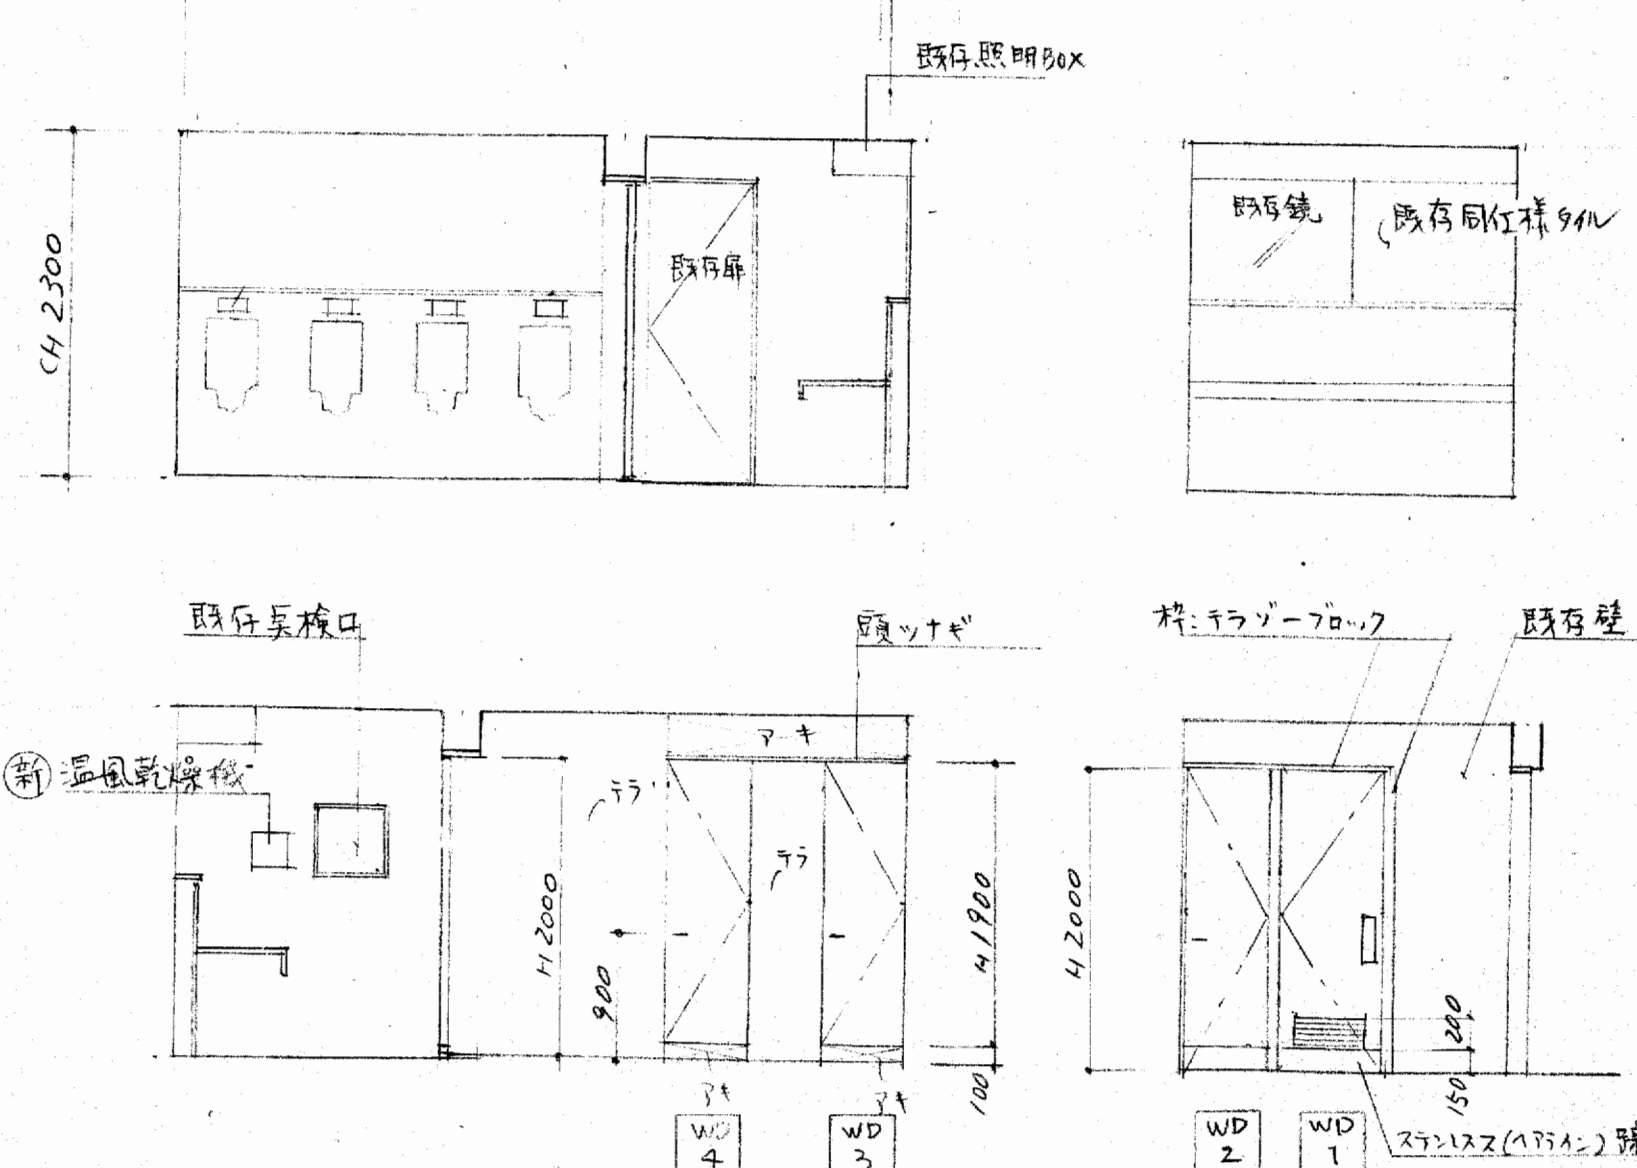 既存照明BOX
CH 2300
既存扉
既存鏡
既存同仕様タイル
既存点検口
頭ツナギ
枠:テラゾーブロック
既存壁
新 温風乾燥機
アキ
テラ
テラ
H2000
900
H1900
100
H2000
200
150
アキ
アキ
WD
4
WD
3
WD
2
WD
1
ステンレス(ヘアライン)